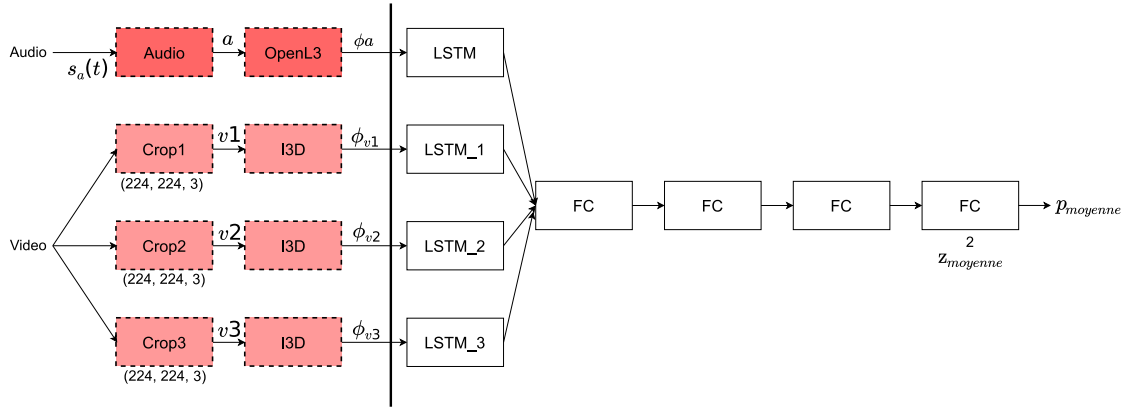 Audio
s_a(t)
Audio
a
OpenL3
ϕa
LSTM
Video
Crop1
(224, 224, 3)
v1
I3D
ϕ_v1
LSTM_1
Crop2
(224, 224, 3)
v2
I3D
ϕ_v2
LSTM_2
Crop3
(224, 224, 3)
v3
I3D
ϕ_v3
LSTM_3
FC
FC
FC
FC
2
z_moyenne
p_moyenne